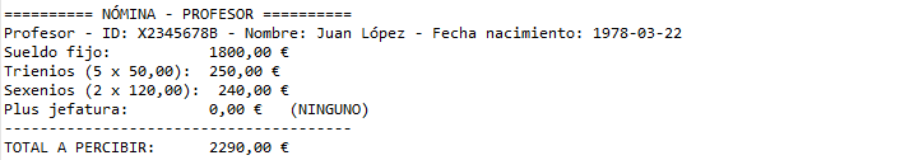 ========== NÓMINA - PROFESOR ==========
Profesor - ID: X2345678B - Nombre: Juan López - Fecha nacimiento: 1978-03-22
Sueldo fijo:           1800,00 €
Trienios (5 x 50,00):  250,00 €
Sexenios (2 x 120,00):  240,00 €
Plus jefatura:         0,00 €   (NINGUNO)
---------------------------------------
TOTAL A PERCIBIR:      2290,00 €